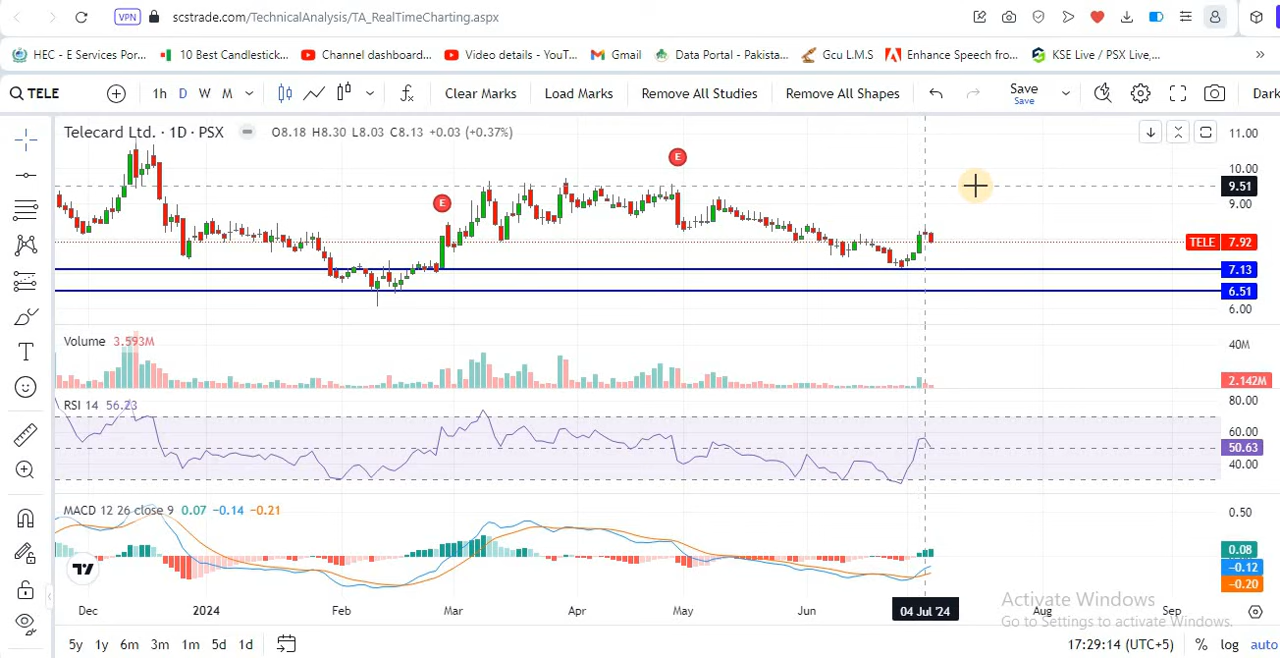 VPN scstrade.com/TechnicalAnalysis/TA_RealTimeCharting.aspx
HEC - E Services Por... 10 Best Candlestick... Channel dashboard... Video details - YouT... Gmail Data Portal - Pakista... Gcu L.M.S Enhance Speech fro... KSE Live / PSX Live,... »
TELE 1h D W M Clear Marks Load Marks Remove All Studies Remove All Shapes Save Dark
Save
Telecard Ltd. · 1D · PSX O8.18 H8.30 L8.03 C8.13 +0.03 (+0.37%)
11.00
E
10.00
9.51
E
9.00
TELE 7.92
7.13
6.51
6.00
Volume 3.593M
40M
2.142M
RSI 14 56.23
80.00
60.00
50.63
40.00
MACD 12 26 close 9 0.07 −0.14 −0.21
0.50
0.08
−0.12
−0.20
Dec 2024 Feb Mar Apr May Jun 04 Jul '24 Aug Sep
Activate Windows
Go to Settings to activate Windows.
5y 1y 6m 3m 1m 5d 1d 17:29:14 (UTC+5) % log auto